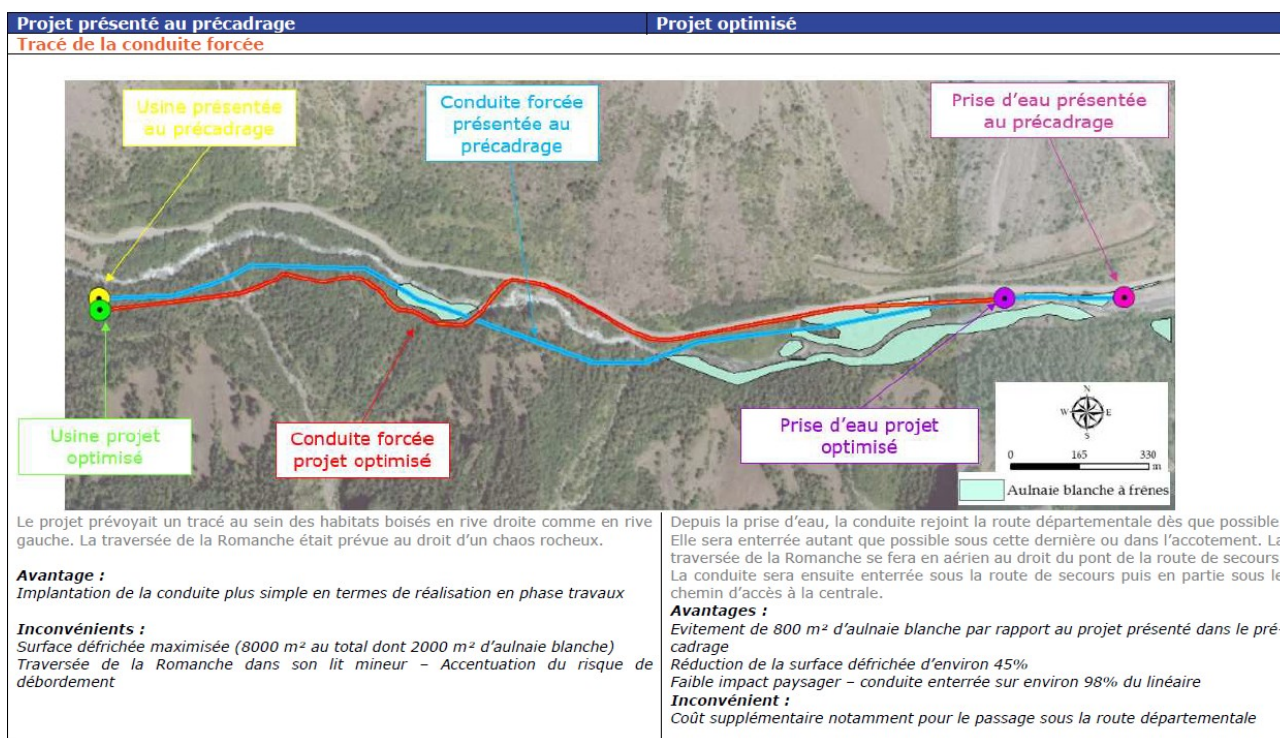 Projet présenté au précadrage
Projet optimisé
Tracé de la conduite forcée
Usine présentée
au précadrage
Conduite forcée
présentée au
précadrage
Prise d'eau présentée
au précadrage
Usine projet
optimisé
Conduite forcée
projet optimisé
Prise d'eau projet
optimisé
N
W E
S
0 165 330
m
Aulnaie blanche à frênes
Le projet prévoyait un tracé au sein des habitats boisés en rive droite comme en rive
gauche. La traversée de la Romanche était prévue au droit d'un chaos rocheux.
Avantage :
Implantation de la conduite plus simple en termes de réalisation en phase travaux
Inconvénients :
Surface défrichée maximisée (8000 m² au total dont 2000 m² d'aulnaie blanche)
Traversée de la Romanche dans son lit mineur – Accentuation du risque de
débordement
Depuis la prise d'eau, la conduite rejoint la route départementale dès que possible
Elle sera enterrée autant que possible sous cette dernière ou dans l'accotement. La
traversée de la Romanche se fera en aérien au droit du pont de la route de secours
La conduite sera ensuite enterrée sous la route de secours puis en partie sous le
chemin d'accès à la centrale.
Avantages :
Evitement de 800 m² d'aulnaie blanche par rapport au projet présenté dans le pré-
cadrage
Réduction de la surface défrichée d'environ 45%
Faible impact paysager – conduite enterrée sur environ 98% du linéaire
Inconvénient :
Coût supplémentaire notamment pour le passage sous la route départementale